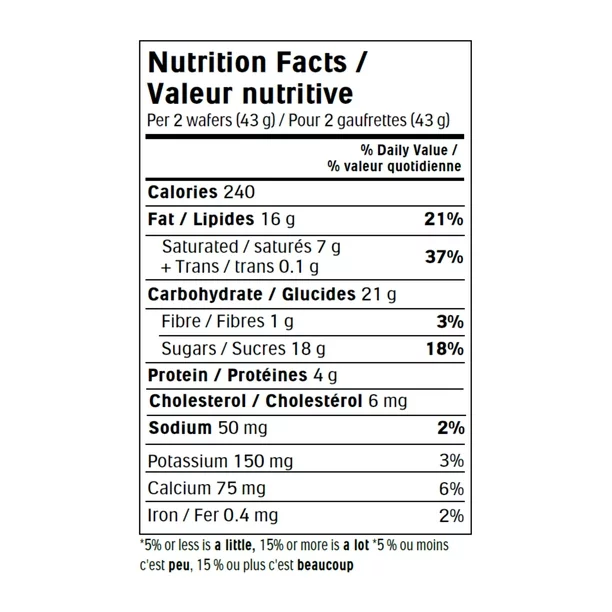 Nutrition Facts /
Valeur nutritive
Per 2 wafers (43 g) / Pour 2 gaufrettes (43 g)
% Daily Value /
% valeur quotidienne
Calories 240
Fat / Lipides 16 g 21%
Saturated / saturés 7 g
+ Trans / trans 0.1 g 37%
Carbohydrate / Glucides 21 g
Fibre / Fibres 1 g 3%
Sugars / Sucres 18 g 18%
Protein / Protéines 4 g
Cholesterol / Cholestérol 6 mg
Sodium 50 mg 2%
Potassium 150 mg 3%
Calcium 75 mg 6%
Iron / Fer 0.4 mg 2%
*5% or less is a little, 15% or more is a lot *5 % ou moins
c'est peu, 15 % ou plus c'est beaucoup